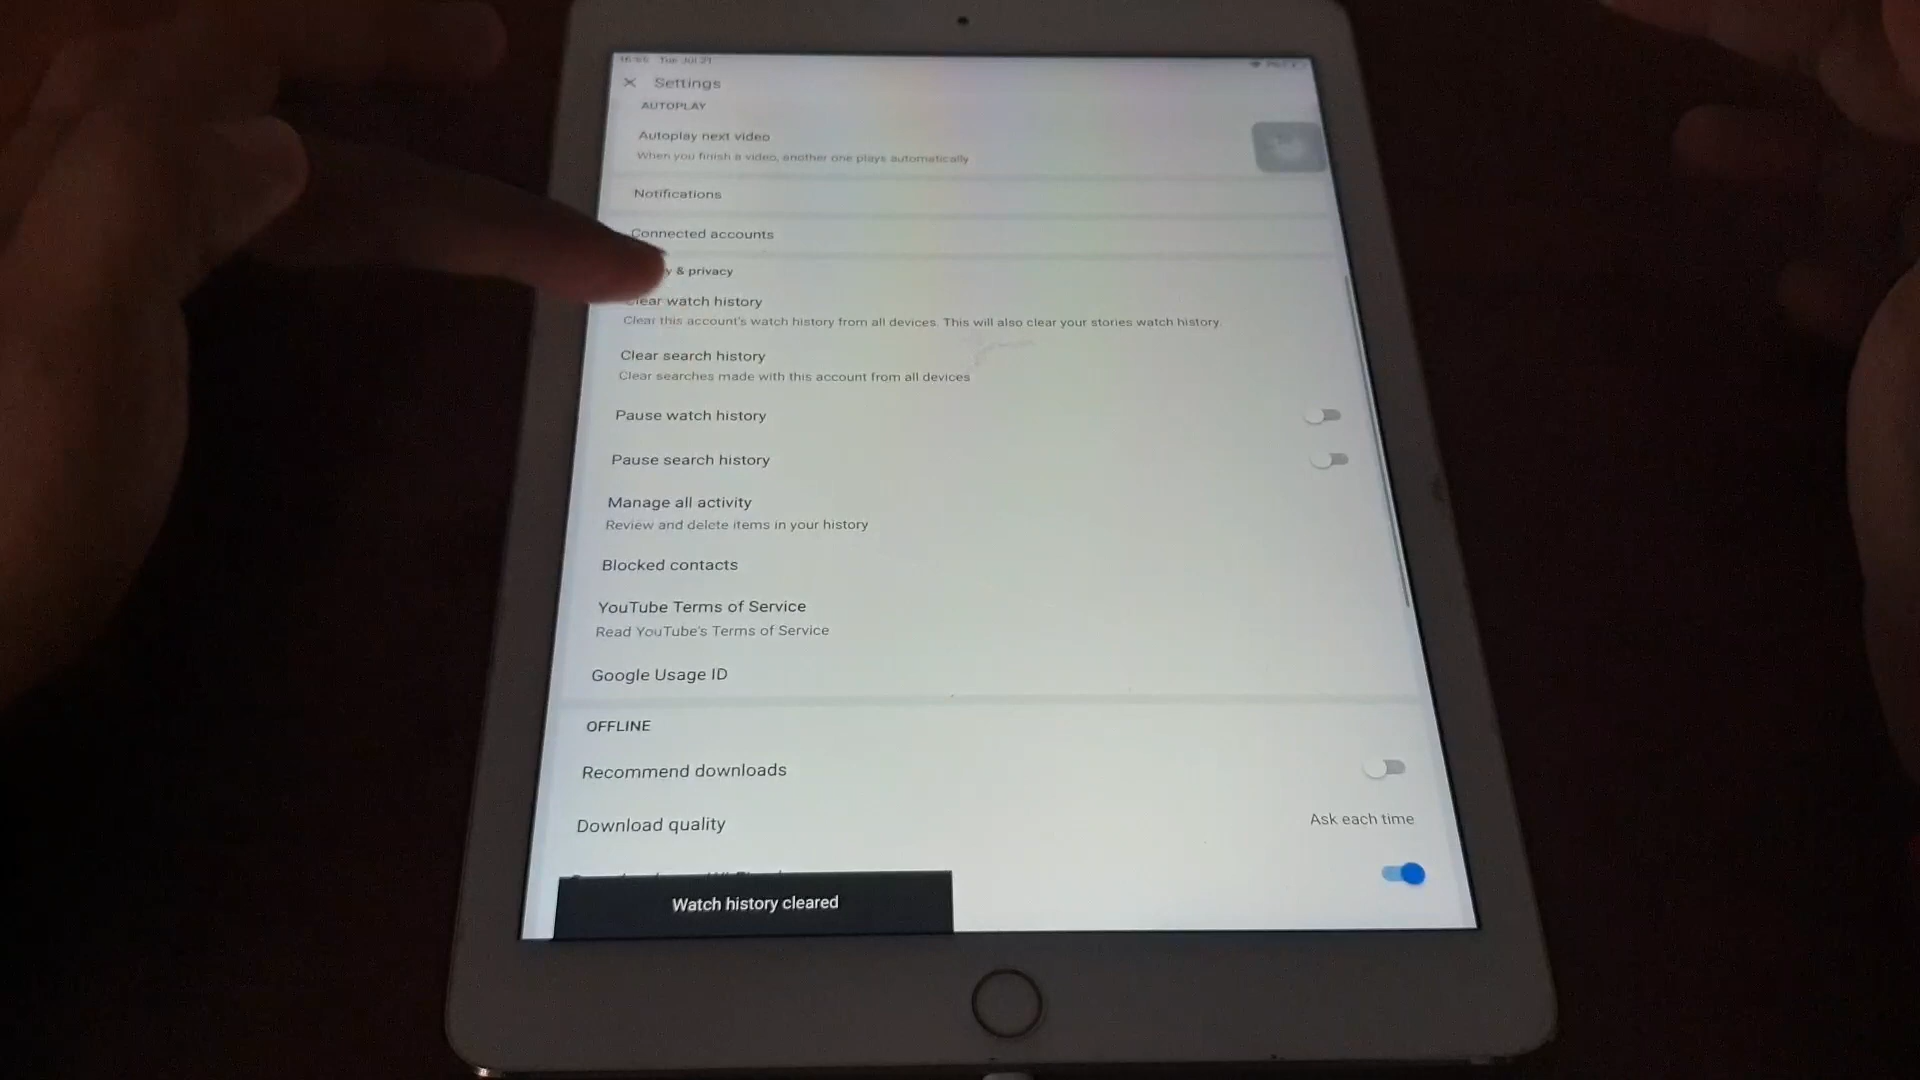 Tue Jul 21
Settings
AUTOPLAY
Autoplay next video
When you finish a video, another one plays automatically
Notifications
Connected accounts
y & privacy
Clear watch history
Clear this account's watch history from all devices. This will also clear your stories watch history.
Clear search history
Clear searches made with this account from all devices
Pause watch history
Pause search history
Manage all activity
Review and delete items in your history
Blocked contacts
YouTube Terms of Service
Read YouTube's Terms of Service
Google Usage ID
OFFLINE
Recommend downloads
Download quality
Ask each time
Watch history cleared